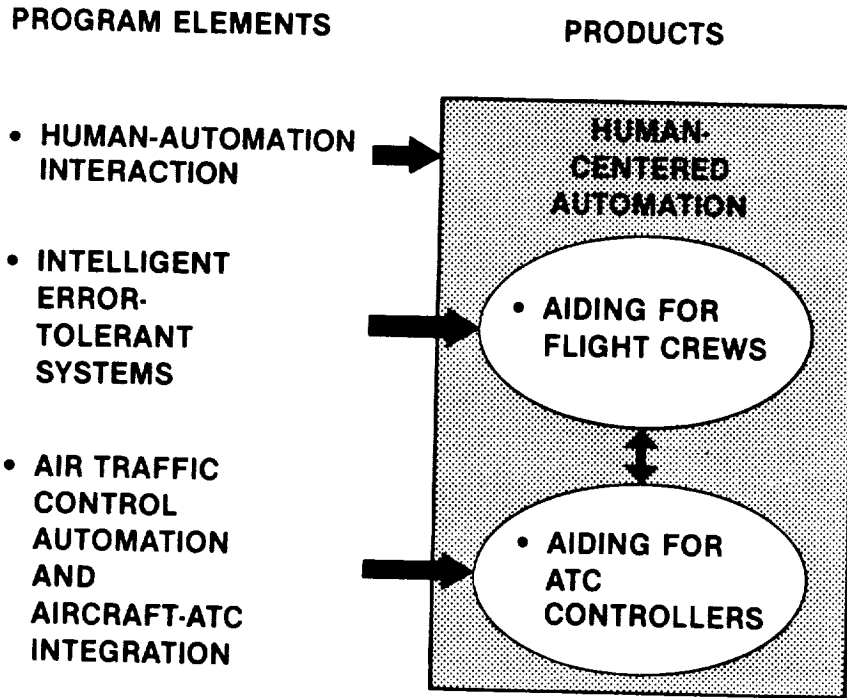 PROGRAM ELEMENTS
• HUMAN-AUTOMATION
INTERACTION
• INTELLIGENT
ERROR-
TOLERANT
SYSTEMS
• AIR TRAFFIC
CONTROL
AUTOMATION
AND
AIRCRAFT-ATC
INTEGRATION
PRODUCTS
HUMAN-
CENTERED
AUTOMATION
• AIDING FOR
FLIGHT CREWS
• AIDING FOR
ATC
CONTROLLERS